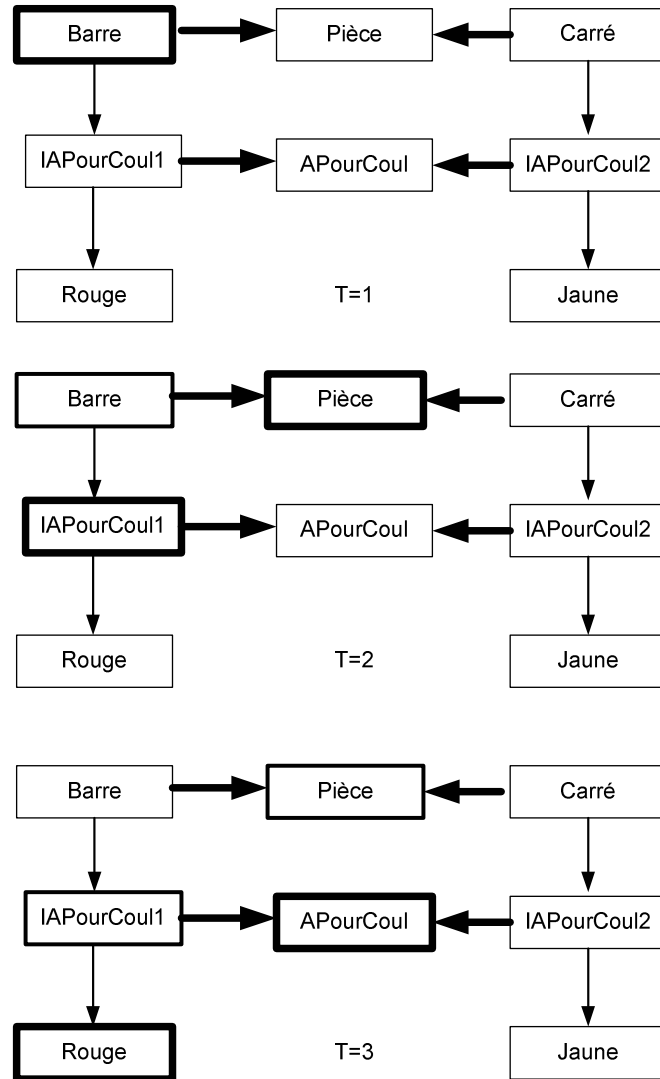 Barre Pièce Carré
IAPourCoul1 APourCoul IAPourCoul2
Rouge T=1 Jaune
Barre Pièce Carré
IAPourCoul1 APourCoul IAPourCoul2
Rouge T=2 Jaune
Barre Pièce Carré
IAPourCoul1 APourCoul IAPourCoul2
Rouge T=3 Jaune